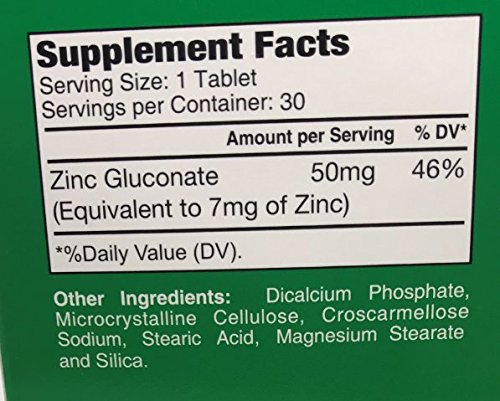 Supplement Facts
Serving Size: 1 Tablet
Servings per Container: 30
Amount per Serving % DV*
Zinc Gluconate 50mg 46%
(Equivalent to 7mg of Zinc)
*%Daily Value (DV).
Other Ingredients: Dicalcium Phosphate,
Microcrystalline Cellulose, Croscarmellose
Sodium, Stearic Acid, Magnesium Stearate
and Silica.